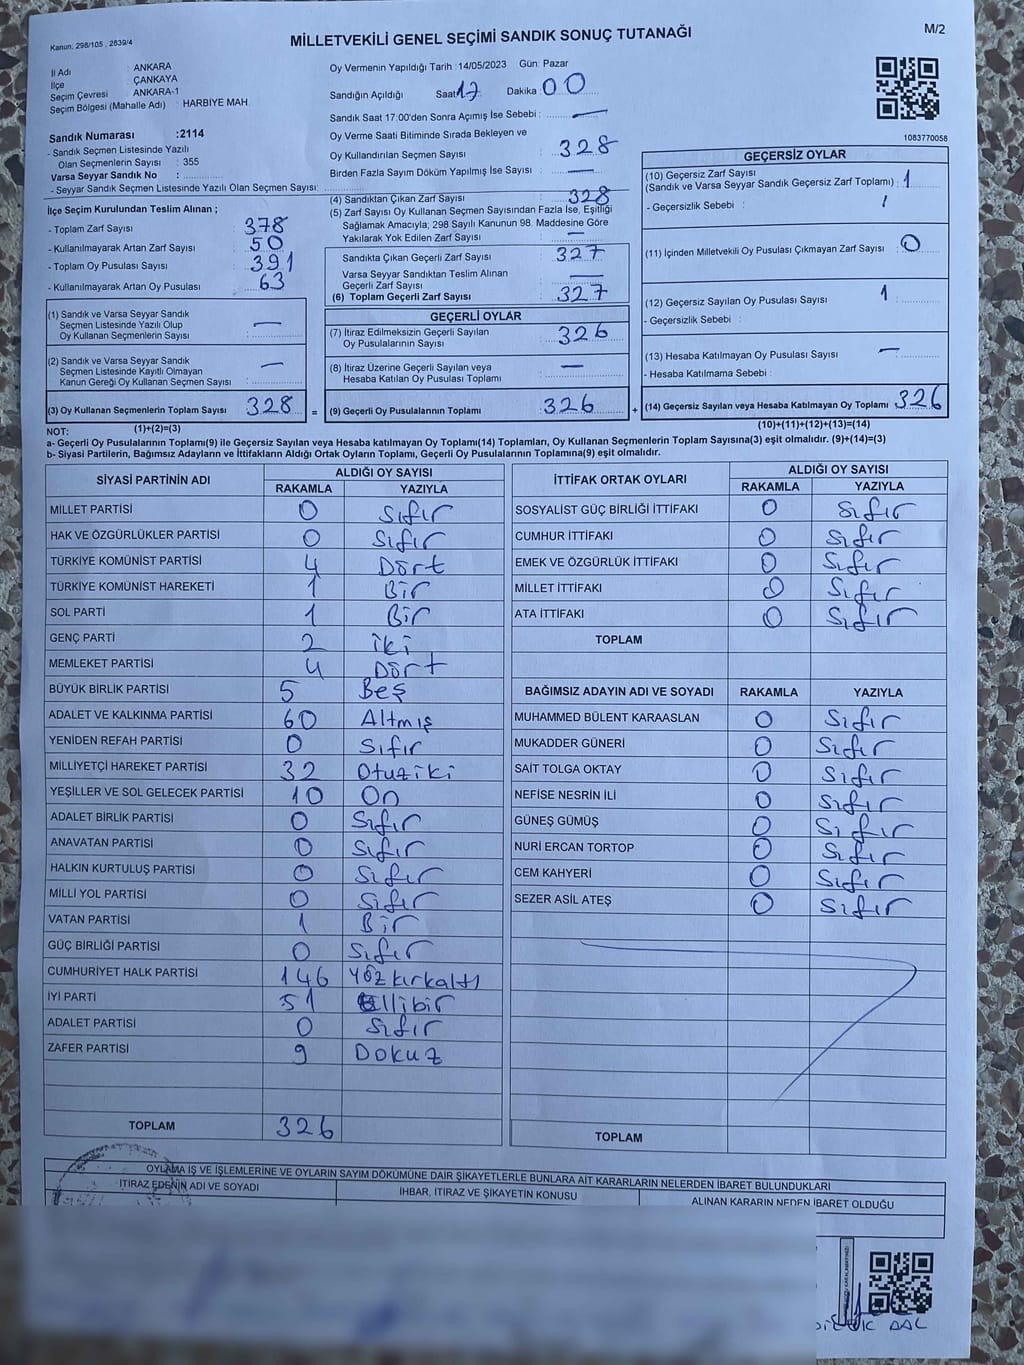 Kanun: 298/105 , 2839/4
MİLLETVEKİLİ GENEL SEÇİMİ SANDIK SONUÇ TUTANAĞI
M/2
İl Adı : ANKARA
İlçe : ÇANKAYA
Seçim Çevresi : ANKARA-1
Seçim Bölgesi (Mahalle Adı) : HARBİYE MAH.
Sandık Numarası :2114
- Sandık Seçmen Listesinde Yazılı
Olan Seçmenlerin Sayısı : 355
Varsa Seyyar Sandık No :
- Seyyar Sandık Seçmen Listesinde Yazılı Olan Seçmen Sayısı:
Oy Vermenin Yapıldığı Tarih :14/05/2023 Gün: Pazar
Sandığın Açıldığı Saat: 17 Dakika 00
Sandık Saat 17:00'den Sonra Açımış İse Sebebi : —
Oy Verme Saati Bitiminde Sırada Bekleyen ve
Oy Kullandırılan Seçmen Sayısı : 328
Birden Fazla Sayım Döküm Yapılmış İse Sayısı : —
1083770058
İlçe Seçim Kurulundan Teslim Alınan ;
- Toplam Zarf Sayısı : 378
- Kullanılmayarak Artan Zarf Sayısı : 50
- Toplam Oy Pusulası Sayısı : 391
- Kullanılmayarak Artan Oy Pusulası : 63
(4) Sandıktan Çıkan Zarf Sayısı : 328
(5) Zarf Sayısı Oy Kullanan Seçmen Sayısından Fazla İse, Eşitliği
Sağlamak Amacıyla; 298 Sayılı Kanunun 98. Maddesine Göre
Yakılarak Yok Edilen Zarf Sayısı : —
Sandıkta Çıkan Geçerli Zarf Sayısı : 327
Varsa Seyyar Sandıktan Teslim Alınan
Geçerli Zarf Sayısı : —
(6) Toplam Geçerli Zarf Sayısı : 327
GEÇERSİZ OYLAR
(10) Geçersiz Zarf Sayısı
(Sandık ve Varsa Seyyar Sandık Geçersiz Zarf Toplamı) : 1
- Geçersizlik Sebebi : 1
(11) İçinden Milletvekili Oy Pusulası Çıkmayan Zarf Sayısı : 0
(12) Geçersiz Sayılan Oy Pusulası Sayısı : 1
- Geçersizlik Sebebi :
(13) Hesaba Katılmayan Oy Pusulası Sayısı : —
- Hesaba Katılmama Sebebi :
(14) Geçersiz Sayılan veya Hesaba Katılmayan Oy Toplamı : 326
(10)+(11)+(12)+(13)=(14)
(1) Sandık ve Varsa Seyyar Sandık
Seçmen Listesinde Yazılı Olup
Oy Kullanan Seçmenlerin Sayısı : —
(2) Sandık ve Varsa Seyyar Sandık
Seçmen Listesinde Kayıtlı Olmayan
Kanun Gereği Oy Kullanan Seçmen Sayısı : —
(3) Oy Kullanan Seçmenlerin Toplam Sayısı : 328 =
(1)+(2)=(3)
GEÇERLİ OYLAR
(7) İtiraz Edilmeksizin Geçerli Sayılan
Oy Pusulalarının Sayısı : 326
(8) İtiraz Üzerine Geçerli Sayılan veya
Hesaba Katılan Oy Pusulası Toplamı : —
(9) Geçerli Oy Pusulalarının Toplamı : 326 +
NOT:
a- Geçerli Oy Pusulalarının Toplamı(9) ile Geçersiz Sayılan veya Hesaba katılmayan Oy Toplamı(14) Toplamları, Oy Kullanan Seçmenlerin Toplam Sayısına(3) eşit olmalıdır. (9)+(14)=(3)
b- Siyasi Partilerin, Bağımsız Adayların ve İttifakların Aldığı Ortak Oyların Toplamı, Geçerli Oy Pusulalarının Toplamına(9) eşit olmalıdır.
SİYASİ PARTİNİN ADI ALDIĞI OY SAYISI
RAKAMLA YAZIYLA
MİLLET PARTİSİ 0 Sıfır
HAK VE ÖZGÜRLÜKLER PARTİSİ 0 Sıfır
TÜRKİYE KOMÜNİST PARTİSİ 4 Dört
TÜRKİYE KOMÜNİST HAREKETİ 1 Bir
SOL PARTİ 1 Bir
GENÇ PARTİ 2 iki
MEMLEKET PARTİSİ 4 Dört
BÜYÜK BİRLİK PARTİSİ 5 Beş
ADALET VE KALKINMA PARTİSİ 60 Altmış
YENİDEN REFAH PARTİSİ 0 Sıfır
MİLLİYETÇİ HAREKET PARTİSİ 32 Otuziki
YEŞİLLER VE SOL GELECEK PARTİSİ 10 On
ADALET BİRLİK PARTİSİ 0 Sıfır
ANAVATAN PARTİSİ 0 Sıfır
HALKIN KURTULUŞ PARTİSİ 0 Sıfır
MİLLİ YOL PARTİSİ 0 Sıfır
VATAN PARTİSİ 1 Bir
GÜÇ BİRLİĞİ PARTİSİ 0 Sıfır
CUMHURİYET HALK PARTİSİ 146 Yüzkırkaltı
İYİ PARTİ 51 Ellibir
ADALET PARTİSİ 0 Sıfır
ZAFER PARTİSİ 9 Dokuz
TOPLAM 326
İTTİFAK ORTAK OYLARI ALDIĞI OY SAYISI
RAKAMLA YAZIYLA
SOSYALİST GÜÇ BİRLİĞİ İTTİFAKI 0 Sıfır
CUMHUR İTTİFAKI 0 Sıfır
EMEK VE ÖZGÜRLÜK İTTİFAKI 0 Sıfır
MİLLET İTTİFAKI 0 Sıfır
ATA İTTİFAKI 0 Sıfır
TOPLAM
BAĞIMSIZ ADAYIN ADI VE SOYADI RAKAMLA YAZIYLA
MUHAMMED BÜLENT KARAASLAN 0 Sıfır
MUKADDER GÜNERİ 0 Sıfır
SAİT TOLGA OKTAY 0 Sıfır
NEFİSE NESRİN İLİ 0 Sıfır
GÜNEŞ GÜMÜŞ 0 Sıfır
NURİ ERCAN TORTOP 0 Sıfır
CEM KAHYERİ 0 Sıfır
SEZER ASİL ATEŞ 0 Sıfır
TOPLAM
OYLAMA İŞ VE İŞLEMLERİNE VE OYLARIN SAYIM DÖKÜMÜNE DAİR ŞİKAYETLERLE BUNLARA AİT KARARLARIN NELERDEN İBARET BULUNDUKLARI
İTİRAZ EDENİN ADI VE SOYADI İHBAR, İTİRAZ VE ŞİKAYETİN KONUSU ALINAN KARARIN NEDEN İBARET OLDUĞU